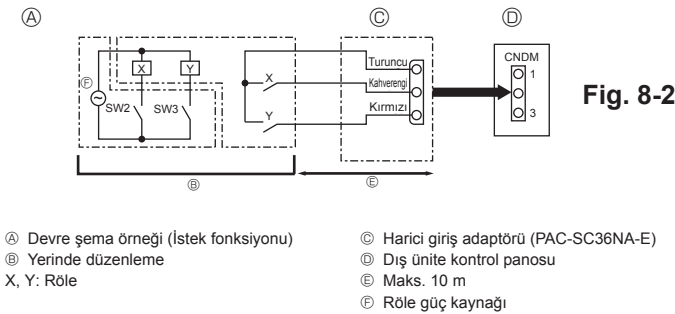 Ⓐ Ⓒ Ⓓ
CNDM
Turuncu
1
X Y X Kahverengi
Ⓕ
SW2 SW3 Kırmızı
Y 3
Fig. 8-2
Ⓑ Ⓔ
Ⓐ Devre şema örneği (İstek fonksiyonu)
Ⓑ Yerinde düzenleme
X, Y: Röle
Ⓒ Harici giriş adaptörü (PAC-SC36NA-E)
Ⓓ Dış ünite kontrol panosu
Ⓔ Maks. 10 m
Ⓕ Röle güç kaynağı